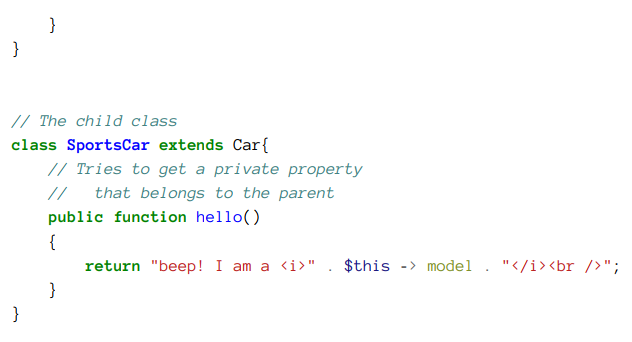 }
}
// The child class
class SportsCar extends Car{
    // Tries to get a private property
    //   that belongs to the parent
    public function hello()
    {
        return "beep! I am a <i>" . $this -> model . "</i><br />";
    }
}